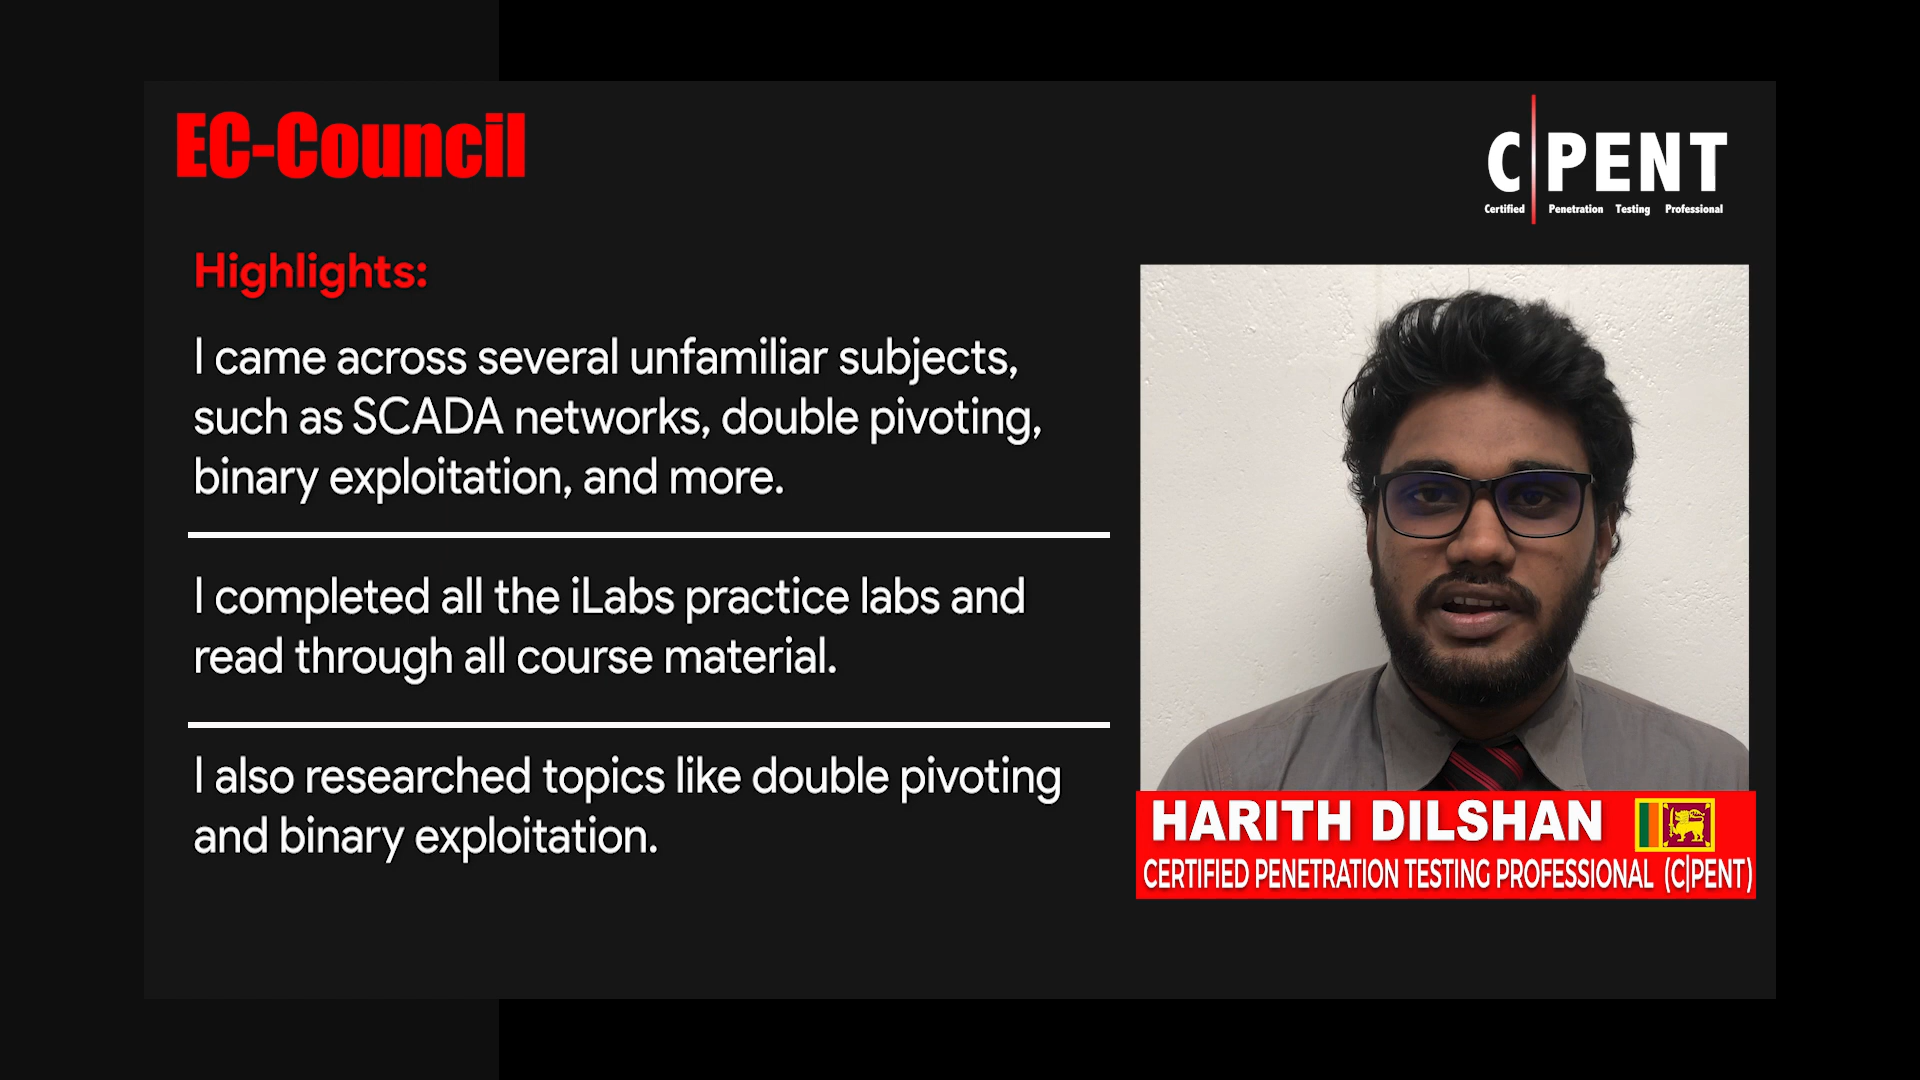 EC-Council
C|PENT
Certified Penetration Testing Professional
Highlights:
I came across several unfamiliar subjects,
such as SCADA networks, double pivoting,
binary exploitation, and more.
I completed all the iLabs practice labs and
read through all course material.
I also researched topics like double pivoting
and binary exploitation.
HARITH DILSHAN
CERTIFIED PENETRATION TESTING PROFESSIONAL (C|PENT)